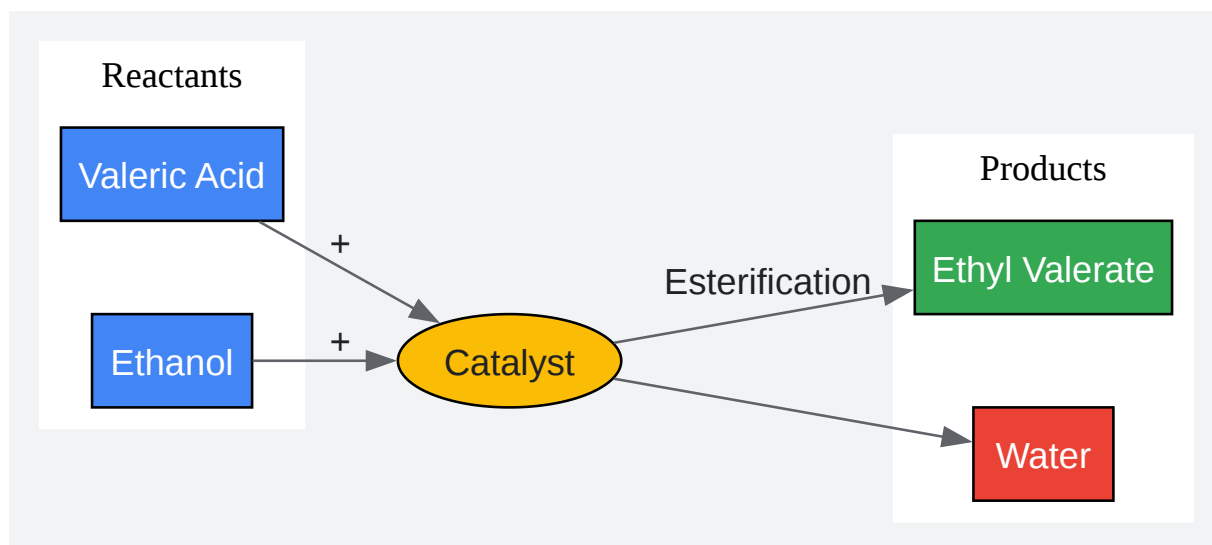 Reactants
Valeric Acid
+
Ethanol
+
Catalyst
Esterification
Products
Ethyl Valerate
Water